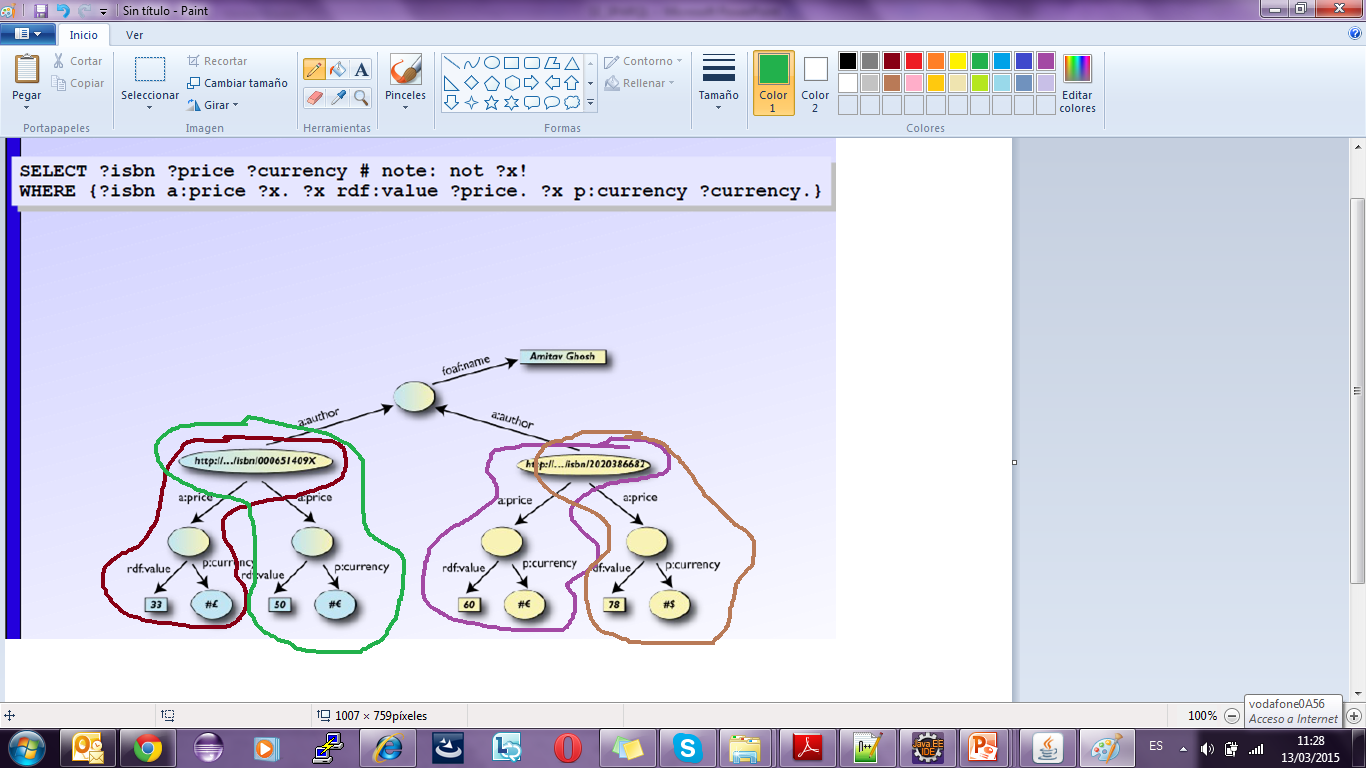 Sin título - Paint
Inicio
Ver
Pegar
Cortar
Copiar
Portapapeles
Seleccionar
Recortar
Cambiar tamaño
Girar
Imagen
A
Herramientas
Pinceles
Contorno
Rellenar
Formas
Tamaño
Color
1
Color
2
Editar
colores
Colores
SELECT ?isbn ?price ?currency # note: not ?x!
WHERE {?isbn a:price ?x. ?x rdf:value ?price. ?x p:currency ?currency.}
Amitav Ghosh
foaf:name
a:author
a:author
http://.../isbn/000651409X
http://.../isbn/2020386682
a:price
a:price
a:price
a:price
rdf:value
p:currency
rdf:value
p:currency
rdf:value
p:currency
rdf:value
p:currency
33
#£
50
#€
60
#€
78
#$
1007 × 759píxeles
100%
vodafone0A56
Acceso a Internet
ES
11:28
13/03/2015